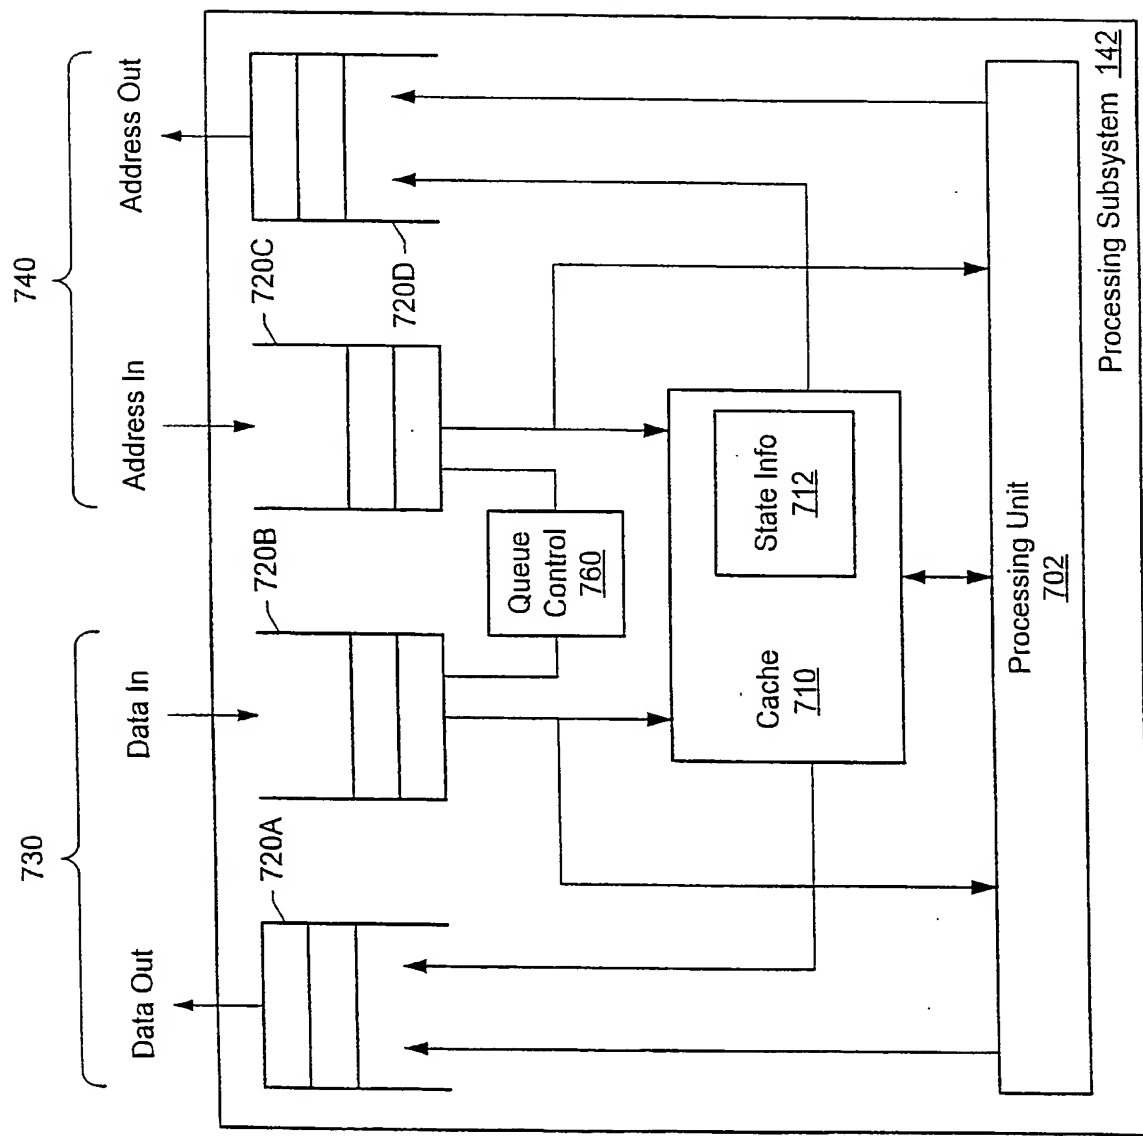 730
740
Data Out
Data In
Address In
Address Out
720A
720B
720C
720D
Queue
Control
760
Cache
710
State Info
712
Processing Unit
702
Processing Subsystem 142